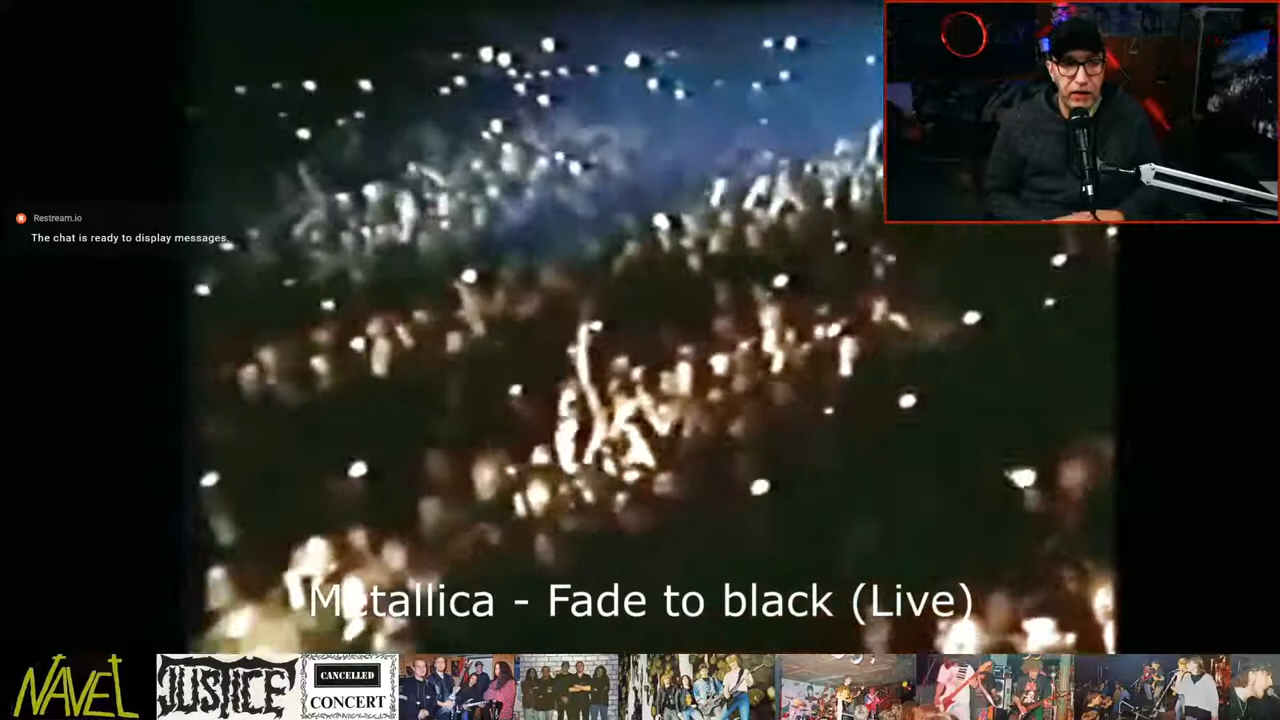 Restream.io
The chat is ready to display messages.
Metallica - Fade to black (Live)
NAVEL
JUSTICE
CANCELLED
CONCERT